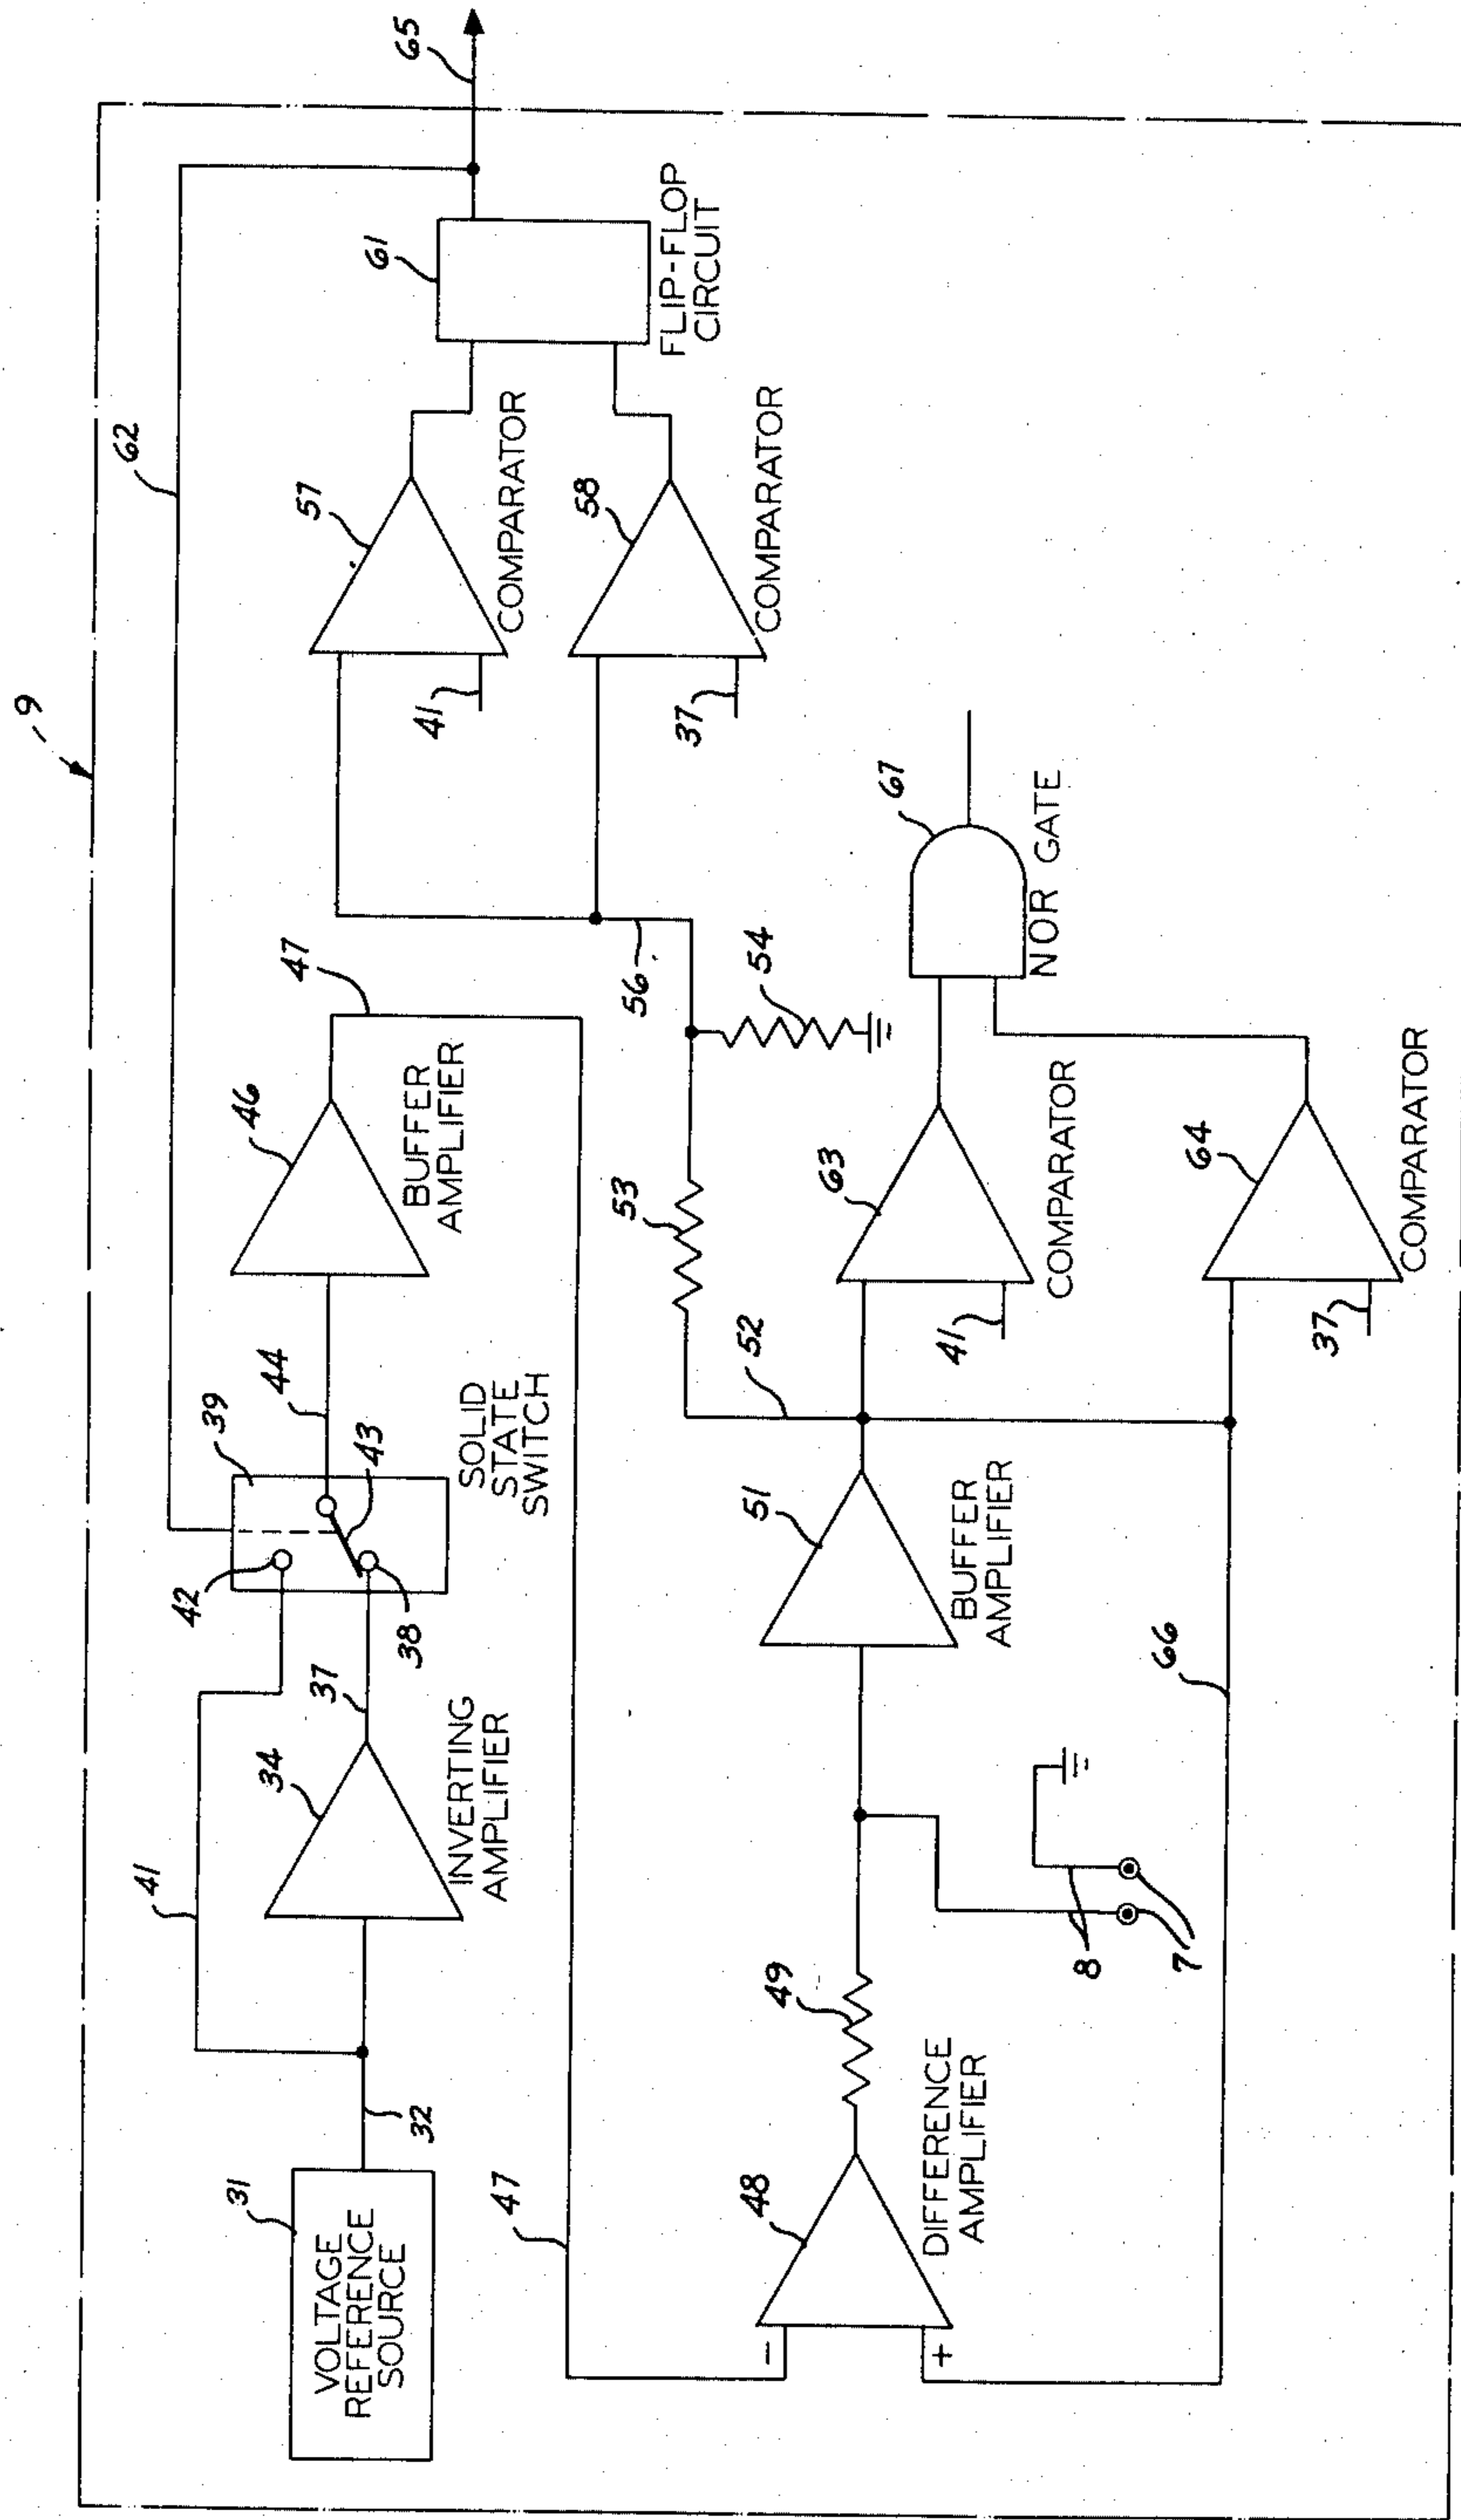 9
62
65
41
42
39
44
46
47
57
61
31
VOLTAGE
REFERENCE
SOURCE
32
34
INVERTING
AMPLIFIER
37
38
43
SOLID
STATE
SWITCH
BUFFER
AMPLIFIER
41
COMPARATOR
58
FLIP-FLOP
CIRCUIT
37
COMPARATOR
47
56
53
54
52
48
−
+
DIFFERENCE
AMPLIFIER
49
51
BUFFER
AMPLIFIER
63
41
COMPARATOR
67
NOR GATE
8
7
66
64
37
COMPARATOR